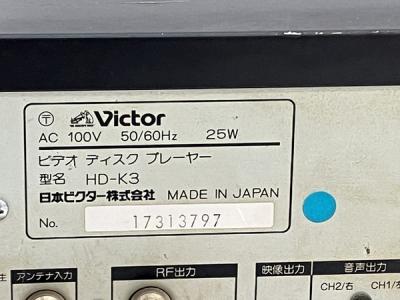 〒 Victor
AC 100V 50/60Hz 25W
ビデオ ディスク プレーヤー
型名 HD-K3
日本ビクター株式会社 MADE IN JAPAN
No. 17313797
生 アンテナ入力 RF出力 映像出力 音声出力
CH2/右 CH1/左